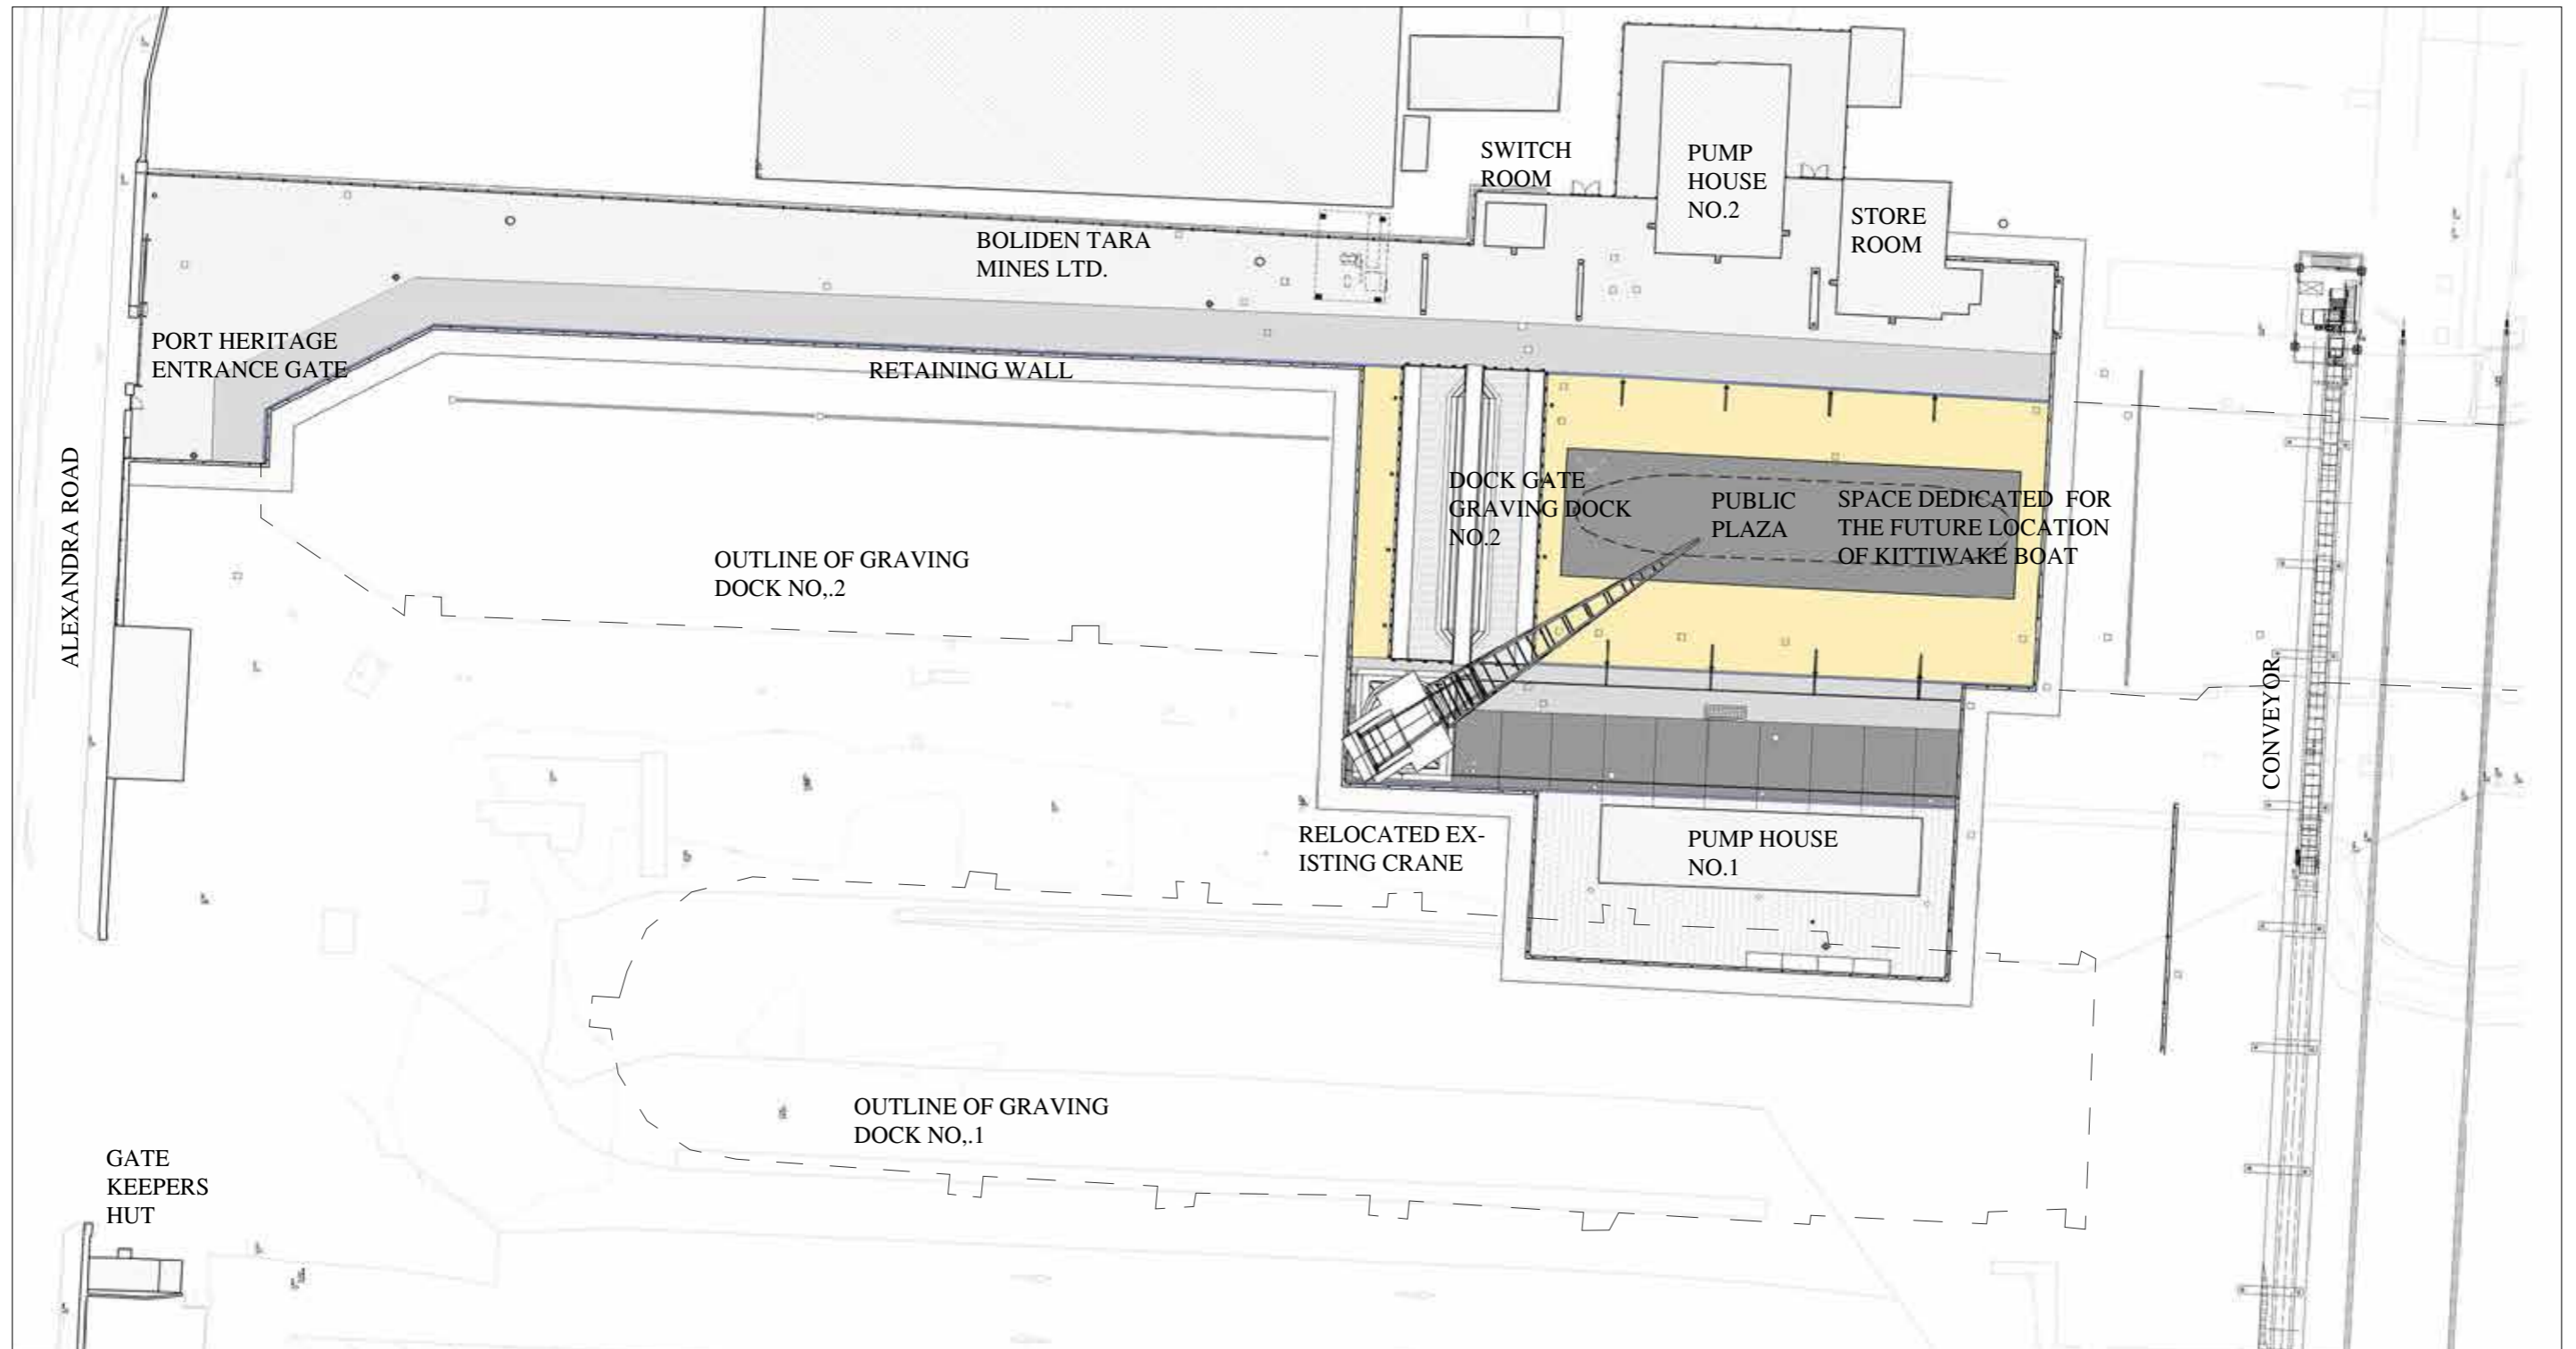 SWITCH
ROOM
PUMP
HOUSE
NO.2
STORE
ROOM
BOLIDEN TARA
MINES LTD.
PORT HERITAGE
ENTRANCE GATE
RETAINING WALL
ALEXANDRA ROAD
DOCK GATE
GRAVING DOCK
NO.2
PUBLIC
PLAZA
SPACE DEDICATED FOR
THE FUTURE LOCATION
OF KITTIWAKE BOAT
OUTLINE OF GRAVING
DOCK NO,.2
CONVEYOR
RELOCATED EX-
ISTING CRANE
PUMP HOUSE
NO.1
OUTLINE OF GRAVING
DOCK NO,.1
GATE
KEEPERS
HUT